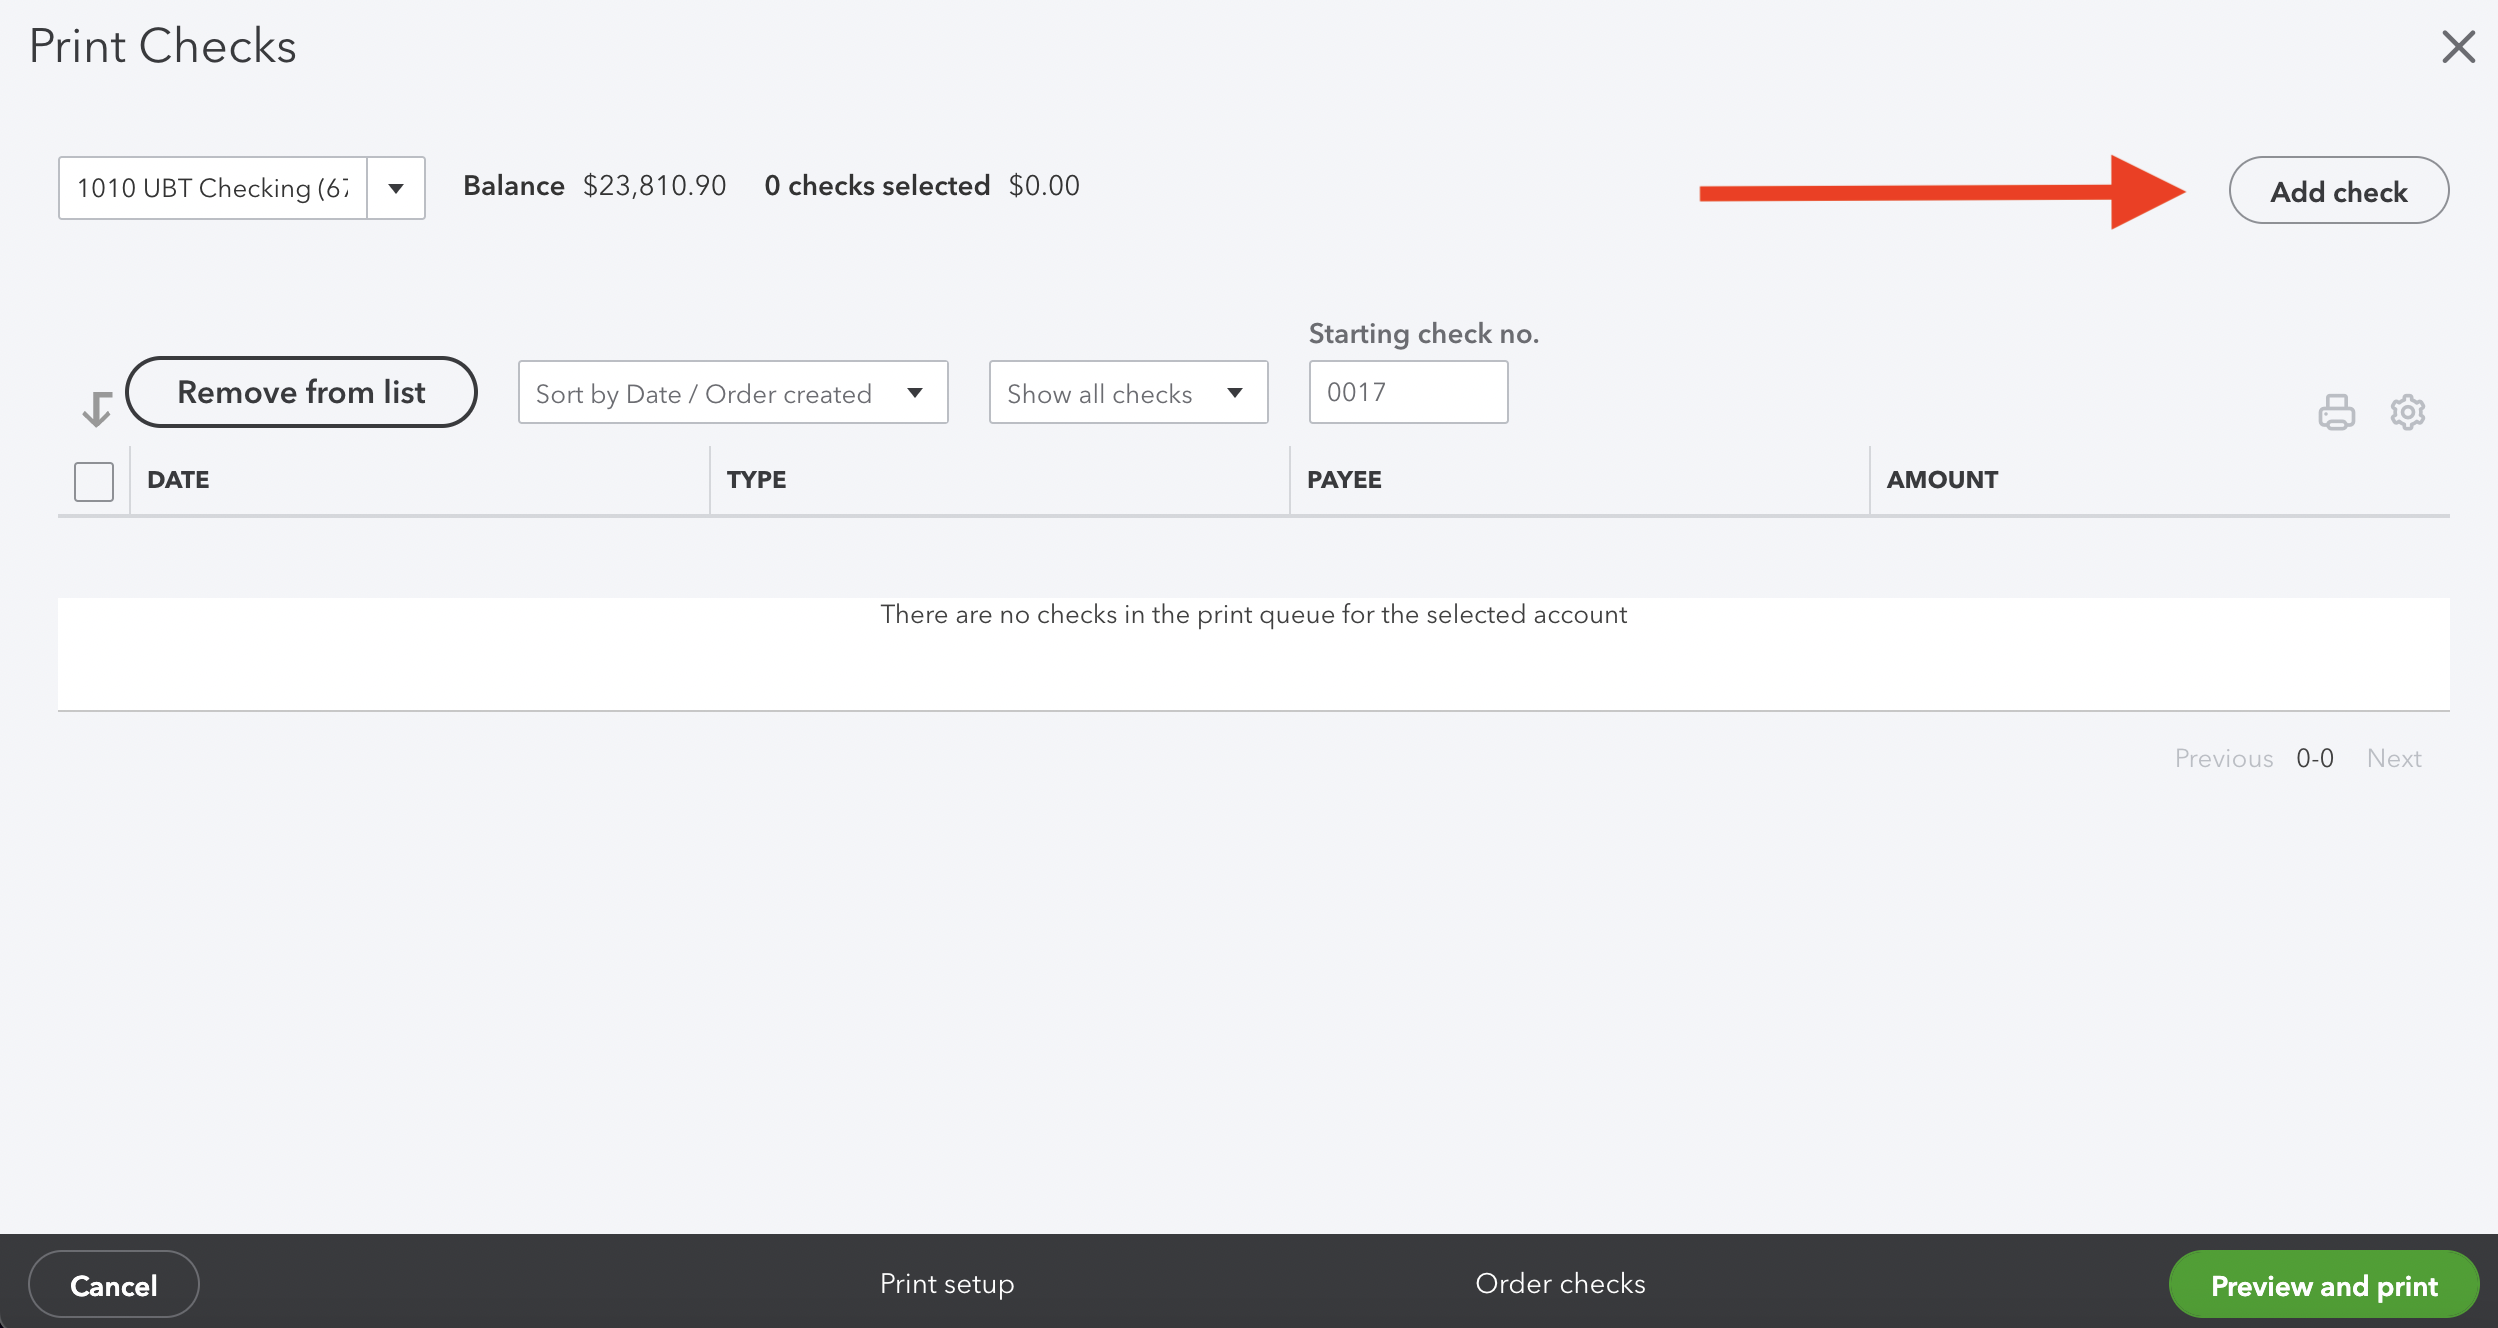 Print Checks
1010 UBT Checking (67
Balance $23,810.90 0 checks selected $0.00
Add check
Starting check no.
Remove from list
Sort by Date / Order created
Show all checks
0017
DATE TYPE PAYEE AMOUNT
There are no checks in the print queue for the selected account
Previous 0-0 Next
Cancel Print setup Order checks Preview and print